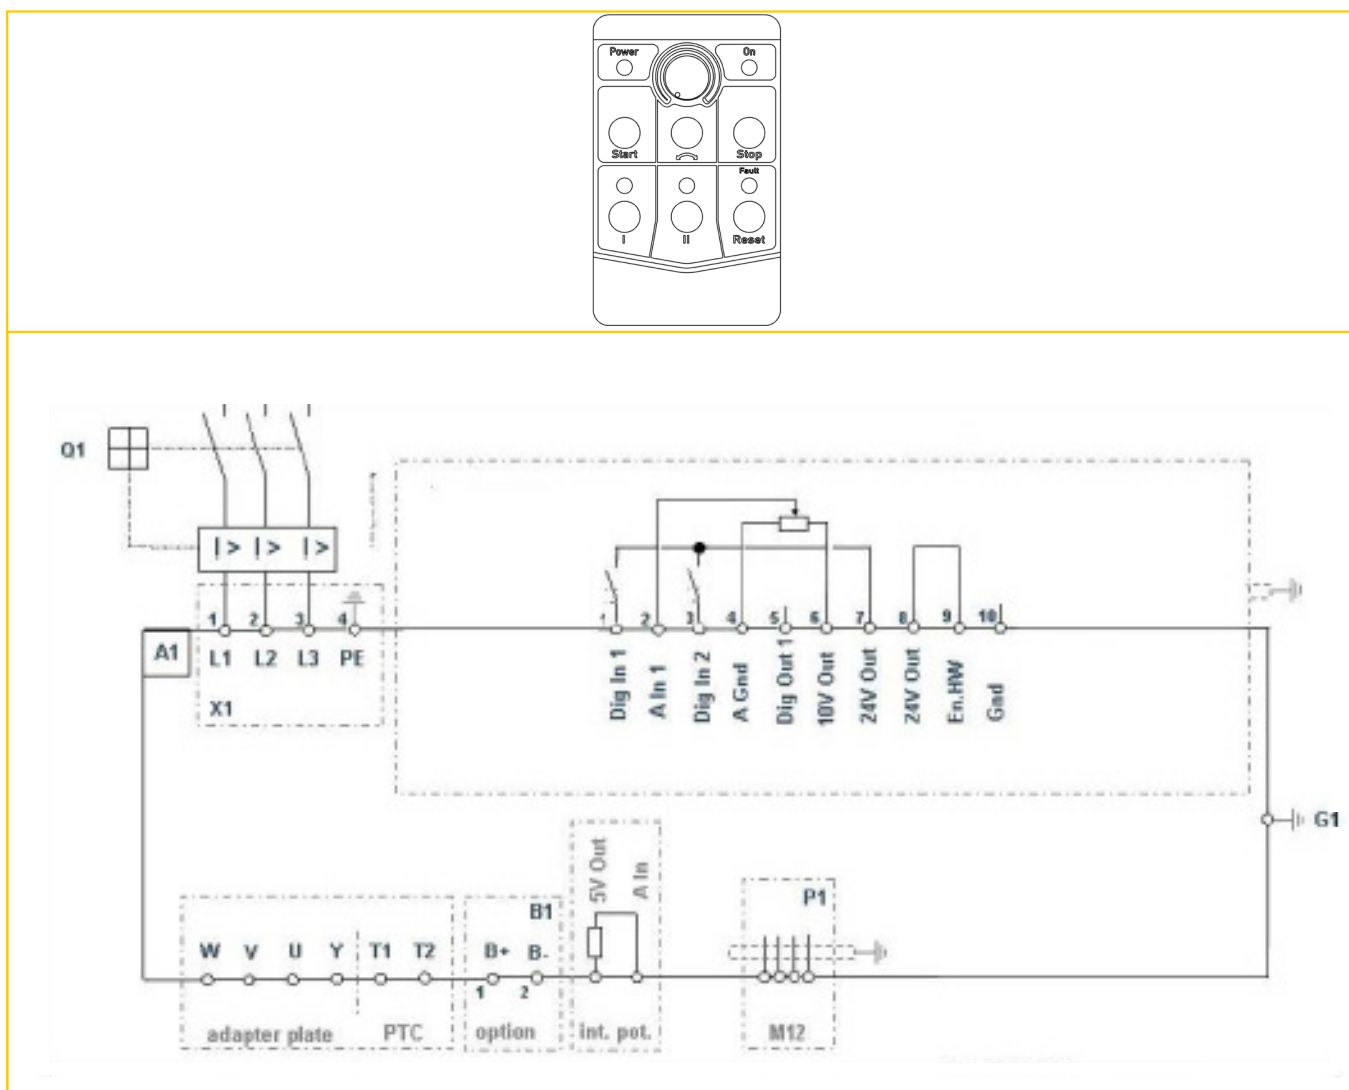 Power On
Start Stop
Fault
I II Reset
Q1
I> I> I>
1 2 3 4 1 2 3 4 5 6 7 8 9 10
A1 L1 L2 L3 PE
X1
Dig In 1
A In 1
Dig In 2
A Gnd
Dig Out 1
10V Out
24V Out
24V Out
En.HW
Gnd
G1
5V Out
A In
B1 P1
W V U Y T1 T2 B+ B-
1 2
adapter plate PTC option int. pot. M12